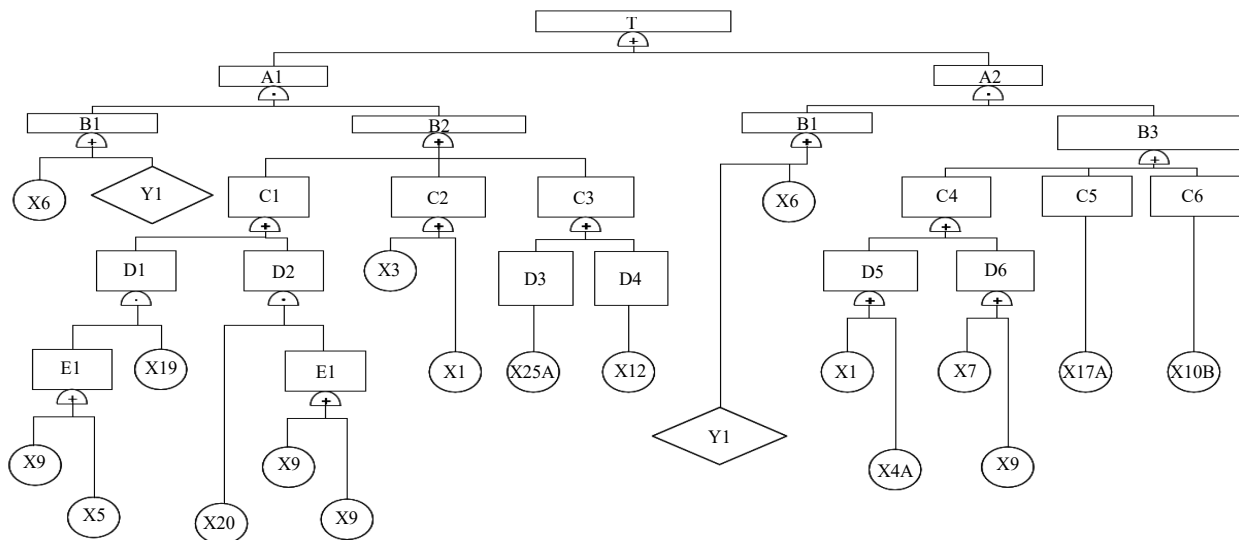 T
+
A1
A2
·
·
B1
B2
B1
B3
+
+
+
+
X6
Y1
C1
C2
C3
X6
C4
C5
C6
+
+
+
+
D1
D2
X3
D3
D4
D5
D6
·
·
+
+
E1
X19
E1
X1
X25A
X12
X1
X7
X17A
X10B
+
+
X9
X9
Y1
X4A
X9
X5
X20
X9